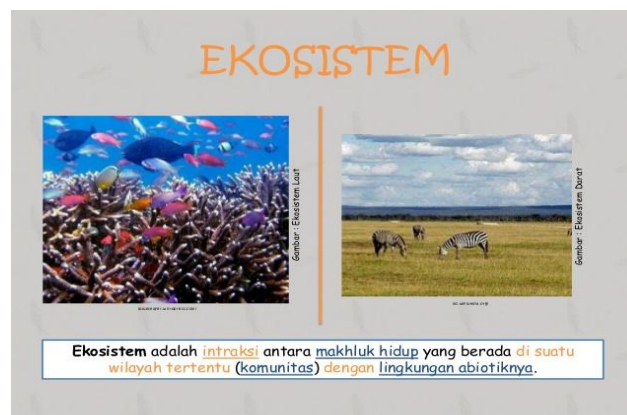 EKOSISTEM
Gambar : Ekosistem Laut
Gambar : Ekosistem Darat
Ekosistem adalah intraksi antara makhluk hidup yang berada di suatu
wilayah tertentu (komunitas) dengan lingkungan abiotiknya.